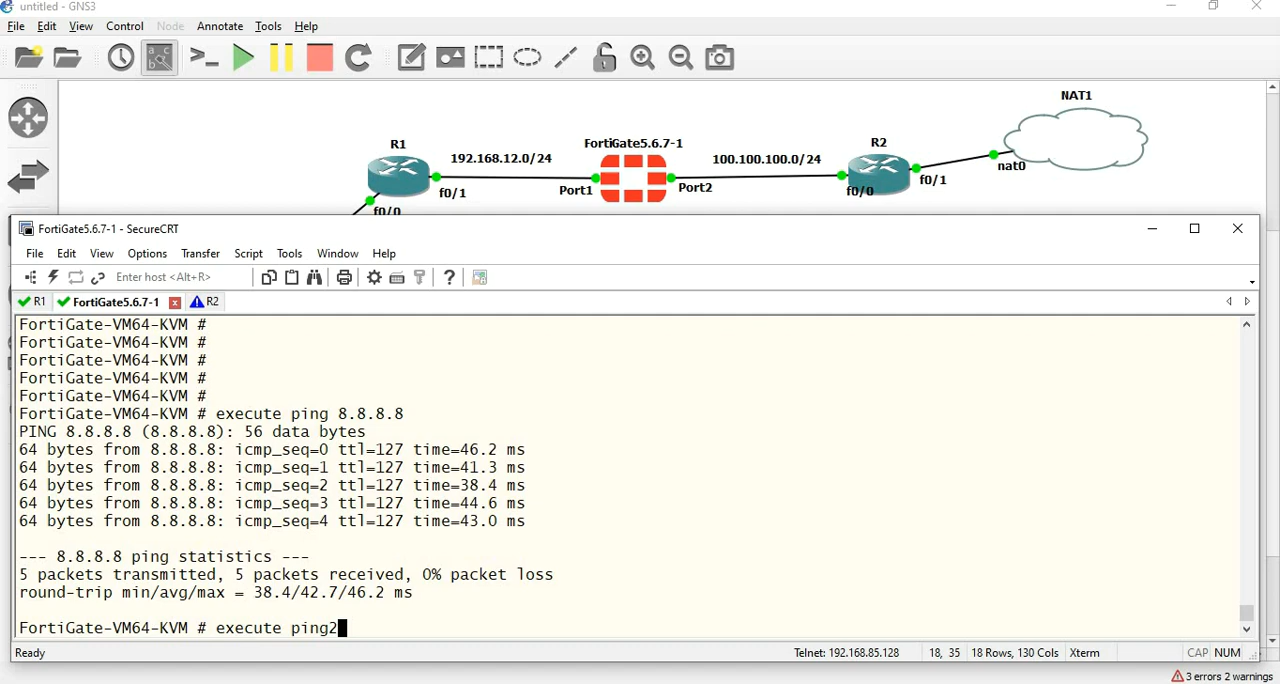 untitled - GNS3
File Edit View Control Node Annotate Tools Help
NAT1
R1
192.168.12.0/24
FortiGate5.6.7-1
100.100.100.0/24
R2
nat0
f0/1
Port1
Port2
f0/0
f0/1
f0/0
FortiGate5.6.7-1 - SecureCRT
File Edit View Options Transfer Script Tools Window Help
Enter host <Alt+R>
R1 FortiGate5.6.7-1 R2
FortiGate-VM64-KVM #
FortiGate-VM64-KVM #
FortiGate-VM64-KVM #
FortiGate-VM64-KVM #
FortiGate-VM64-KVM #
FortiGate-VM64-KVM # execute ping 8.8.8.8
PING 8.8.8.8 (8.8.8.8): 56 data bytes
64 bytes from 8.8.8.8: icmp_seq=0 ttl=127 time=46.2 ms
64 bytes from 8.8.8.8: icmp_seq=1 ttl=127 time=41.3 ms
64 bytes from 8.8.8.8: icmp_seq=2 ttl=127 time=38.4 ms
64 bytes from 8.8.8.8: icmp_seq=3 ttl=127 time=44.6 ms
64 bytes from 8.8.8.8: icmp_seq=4 ttl=127 time=43.0 ms
--- 8.8.8.8 ping statistics ---
5 packets transmitted, 5 packets received, 0% packet loss
round-trip min/avg/max = 38.4/42.7/46.2 ms
FortiGate-VM64-KVM # execute ping2
Ready Telnet: 192.168.85.128 18, 35 18 Rows, 130 Cols Xterm CAP NUM
3 errors 2 warnings